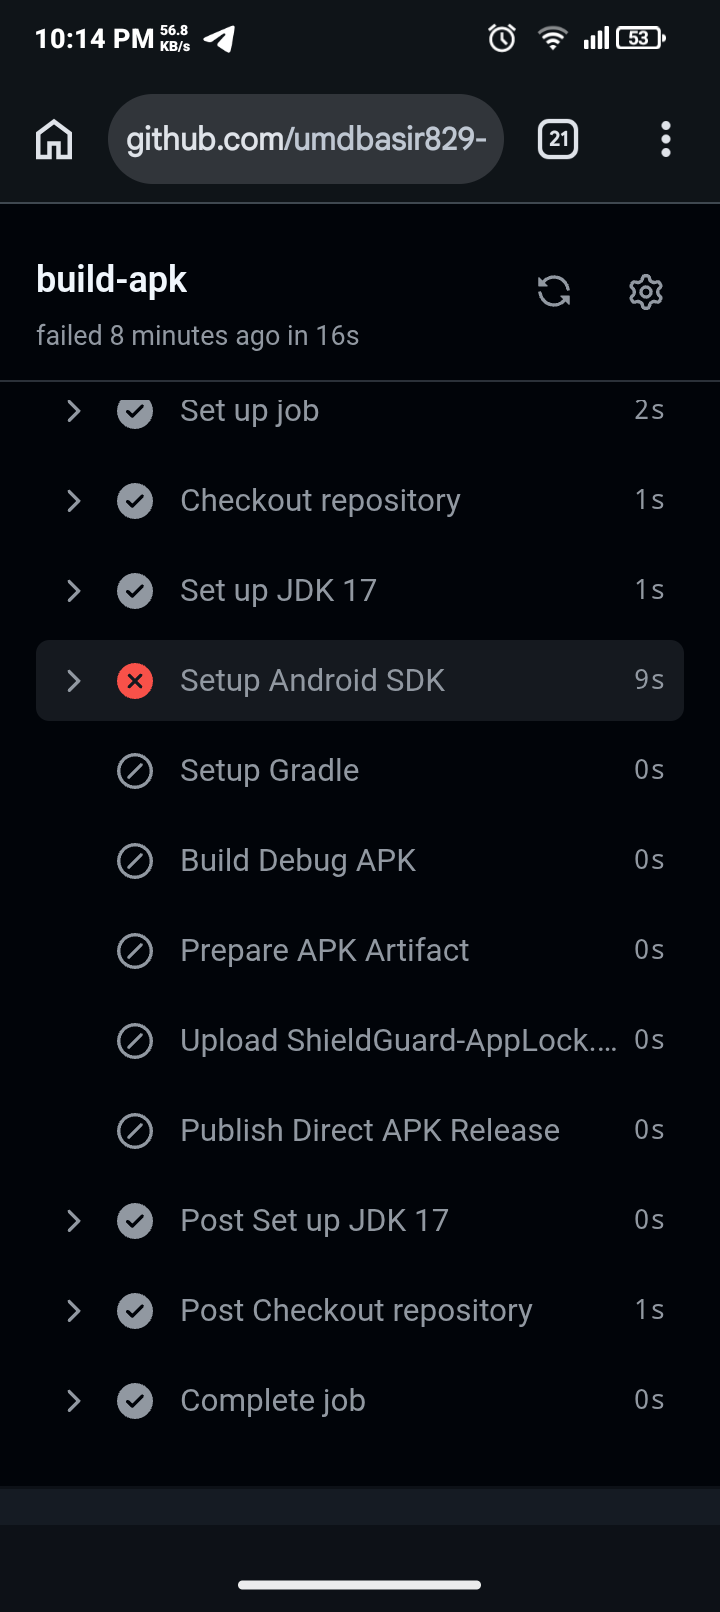 10:14 PM 56.8 KB/s 53
github.com/umdbasir829- 21
build-apk
failed 8 minutes ago in 16s
Set up job 2s
Checkout repository 1s
Set up JDK 17 1s
Setup Android SDK 9s
Setup Gradle 0s
Build Debug APK 0s
Prepare APK Artifact 0s
Upload ShieldGuard-AppLock.... 0s
Publish Direct APK Release 0s
Post Set up JDK 17 0s
Post Checkout repository 1s
Complete job 0s